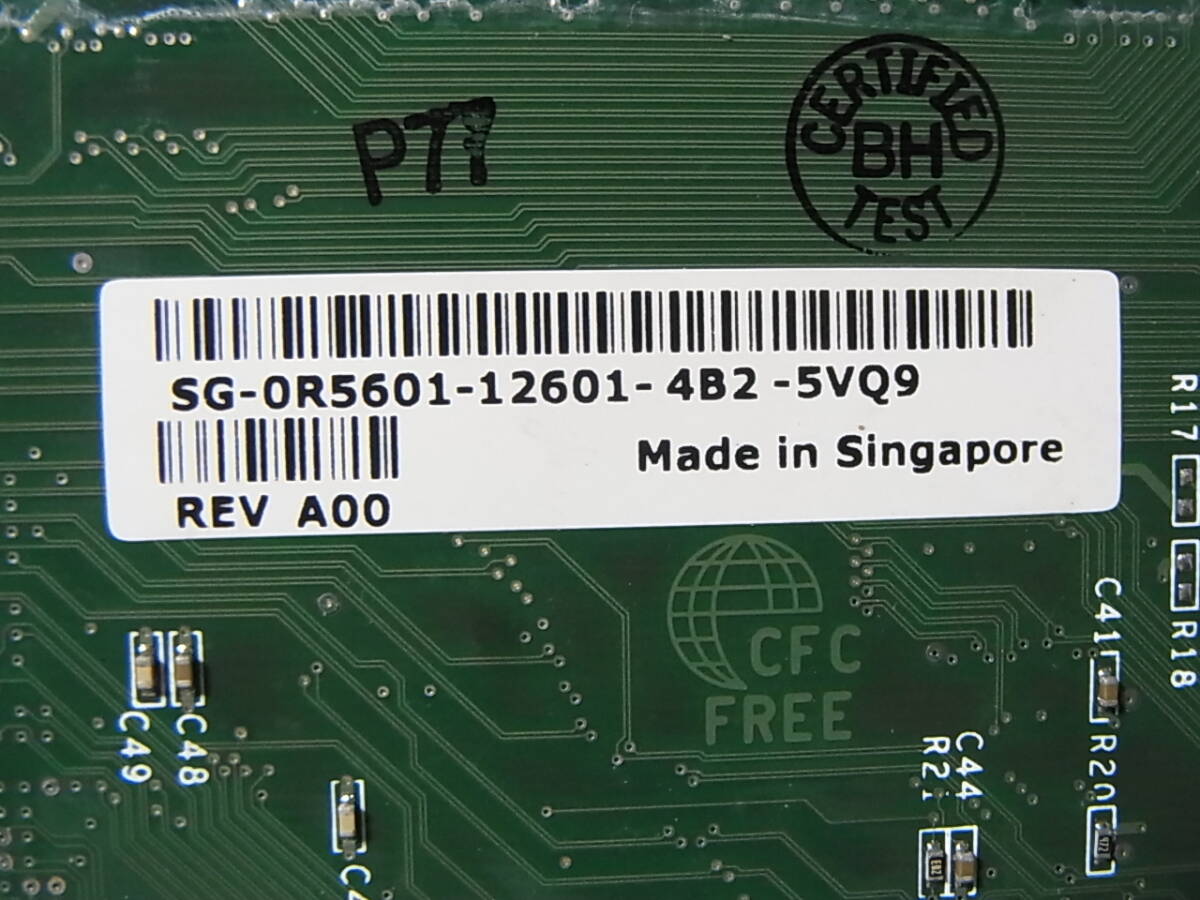 P77
CERTIFIED
BH
TEST
SG-0R5601-12601-4B2-5VQ9
Made in Singapore
REV A00
R17
R18
C41
CFC
FREE
C49
C48
R20
R21
C44